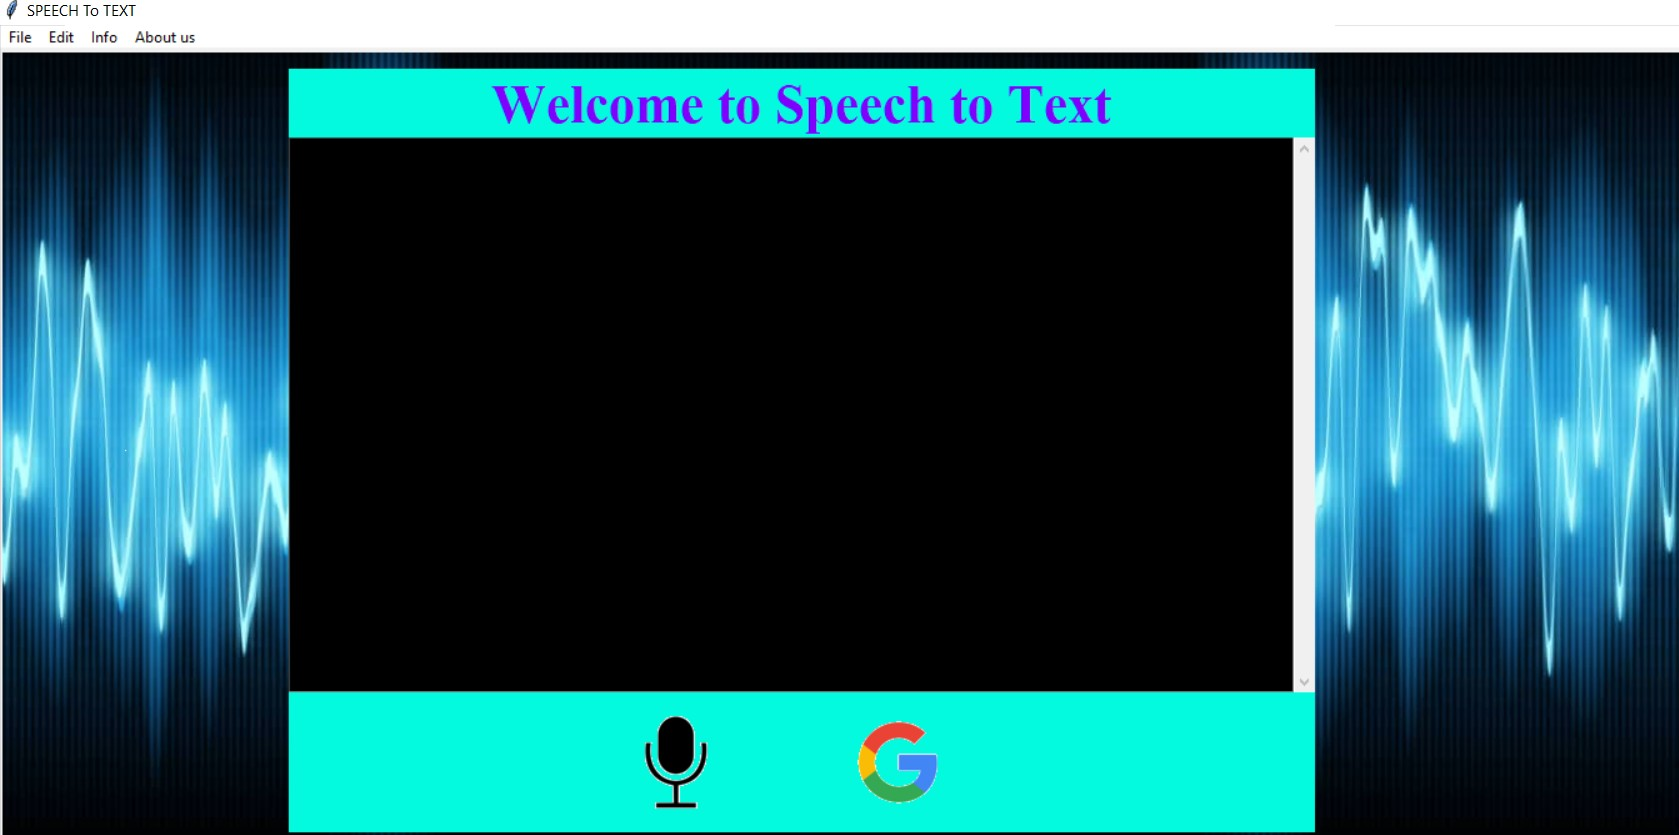 SPEECH To TEXT
File Edit Info About us
Welcome to Speech to Text